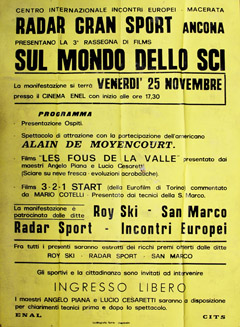 CENTRO INTERNAZIONALE INCONTRI EUROPEI - MACERATA
RADAR GRAN SPORT ANCONA
PRESENTANO LA 3ª RASSEGNA DI FILMS
SUL MONDO DELLO SCI
La manifestazione si terrà VENERDI' 25 NOVEMBRE
presso il CINEMA ENEL con inizio alle ore 17,30
PROGRAMMA
- Presentazione Ospiti.
- Spettacolo di attrazione con la partecipazione dell'americano
ALAIN DE MOYENCOURT.
- Films "LES FOUS DE LA VALLE" presentato dai
maestri Angelo Piana e Lucio Cesaretti
(Sciare su neve fresca - evoluzioni acrobatiche).
- Films 3-2-1 START (della Eurofilm di Torino) commentato
da MARIO COTELLI - Presentato dai tecnici della S. Marco.
La manifestazione è
patrocinata dalle ditte Roy Ski - San Marco
Radar Sport - Incontri Europei
Fra tutti i presenti saranno estratti dei ricchi premi offerti dalle ditte
ROY SKI - RADAR SPORT - SAN MARCO
Gli sportivi e la cittadinanza sono invitati ad intervenire
INGRESSO LIBERO
I maestri ANGELO PIANA e LUCIO CESARETTI saranno a disposizione
per chiarimenti tecnici prima e dopo lo spettacolo.
ENAL CITS